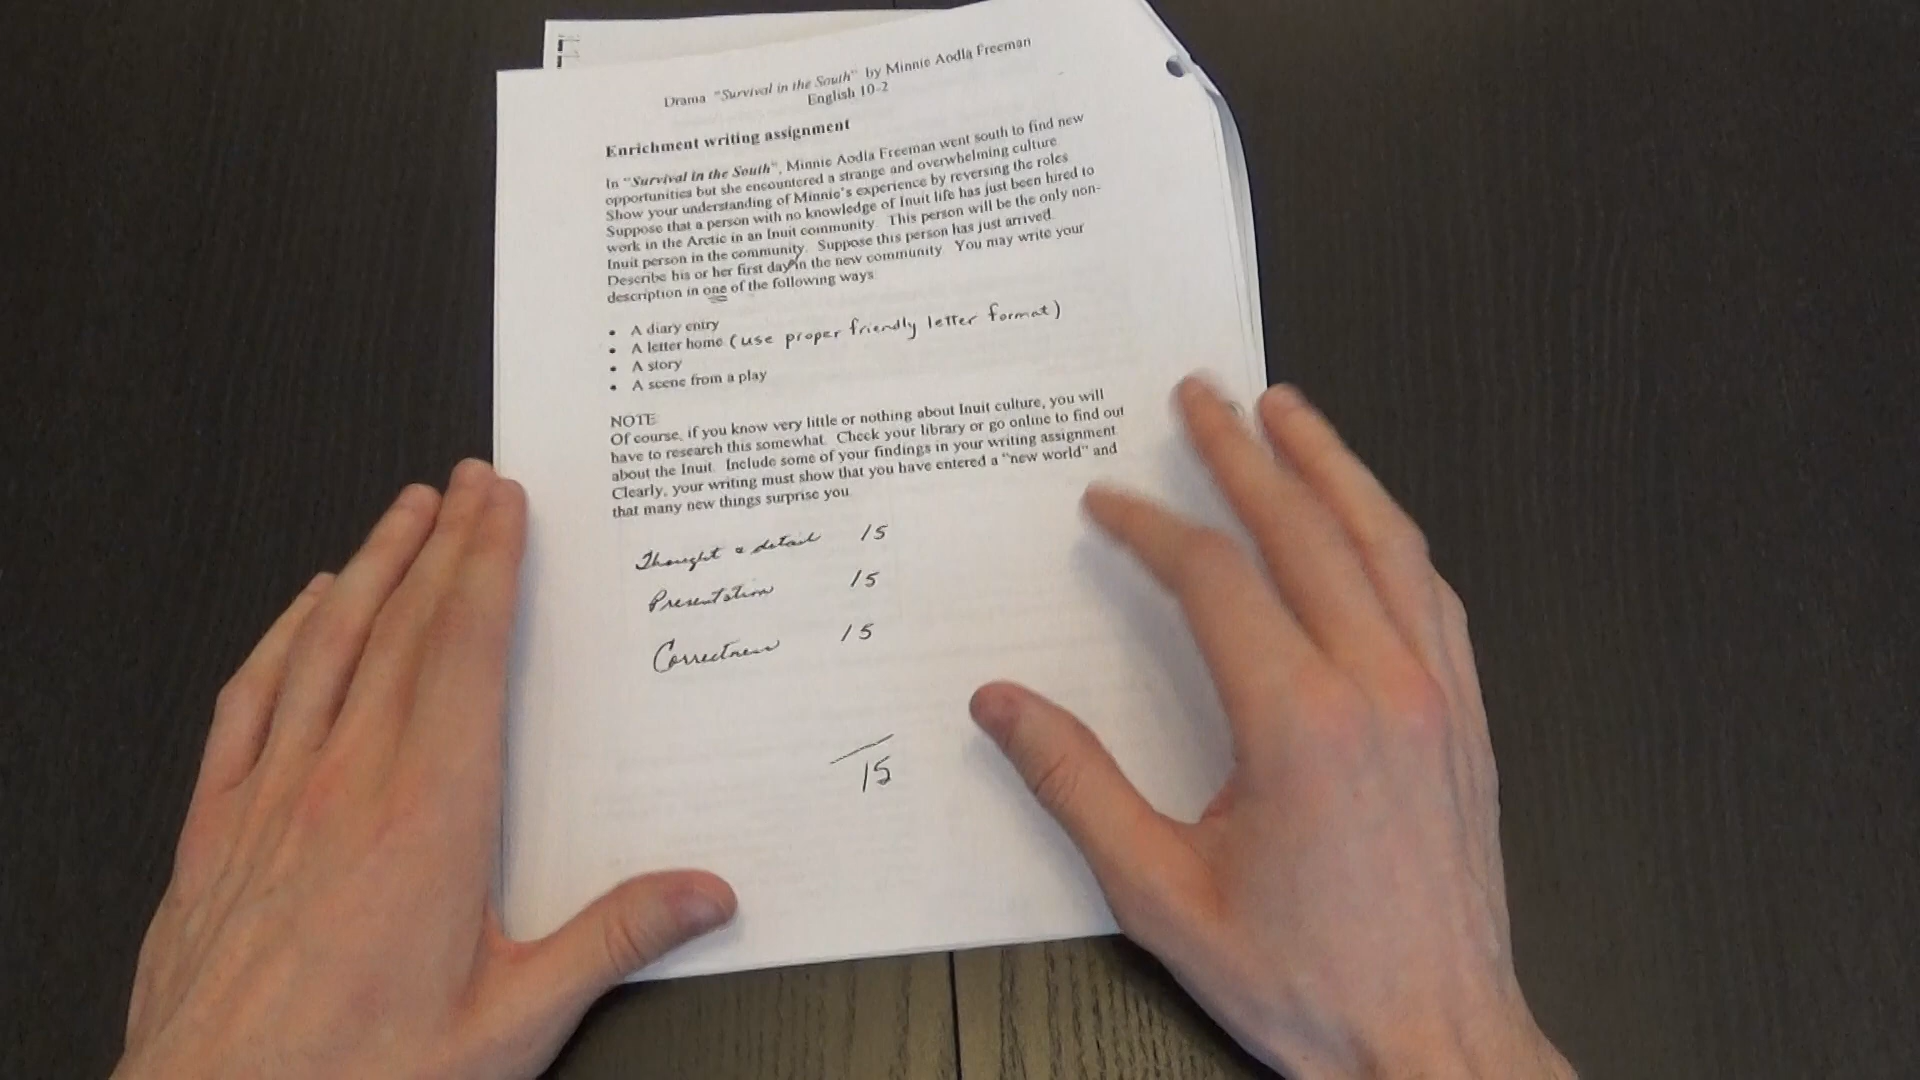 Drama "Survival in the South" by Minnie Aodla Freeman
English 10-2
Enrichment writing assignment
In "Survival in the South", Minnie Aodla Freeman went south to find new
opportunities but she encountered a strange and overwhelming culture
Show your understanding of Minnie's experience by reversing the roles
Suppose that a person with no knowledge of Inuit life has just been hired to
work in the Arctic in an Inuit community. This person will be the only non-
Inuit person in the community. Suppose this person has just arrived.
Describe his or her first day in the new community. You may write your
description in one of the following ways
• A diary entry
• A letter home (use proper friendly letter format)
• A story
• A scene from a play
NOTE
Of course, if you know very little or nothing about Inuit culture, you will
have to research this somewhat. Check your library or go online to find out
about the Inuit. Include some of your findings in your writing assignment
Clearly, your writing must show that you have entered a "new world" and
that many new things surprise you.
Thought & detail 15
Presentation 15
Correctness 15
15